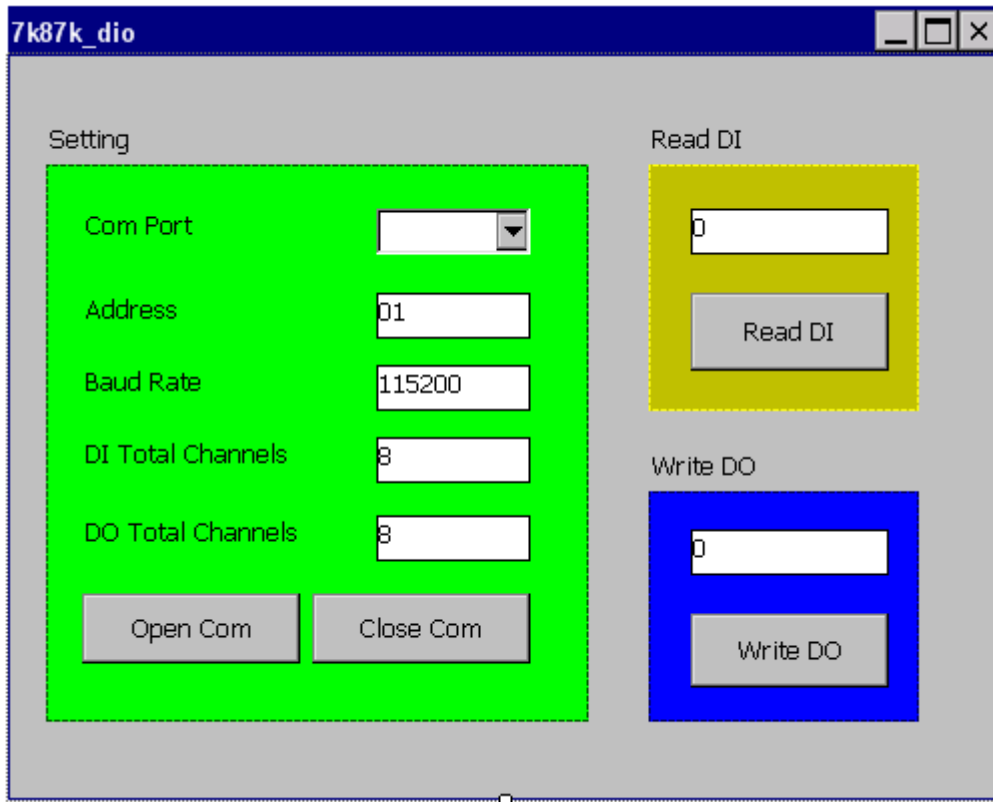 7k87k_dio
Setting
Com Port
Address
01
Baud Rate
115200
DI Total Channels
8
DO Total Channels
8
Open Com
Close Com
Read DI
0
Read DI
Write DO
0
Write DO